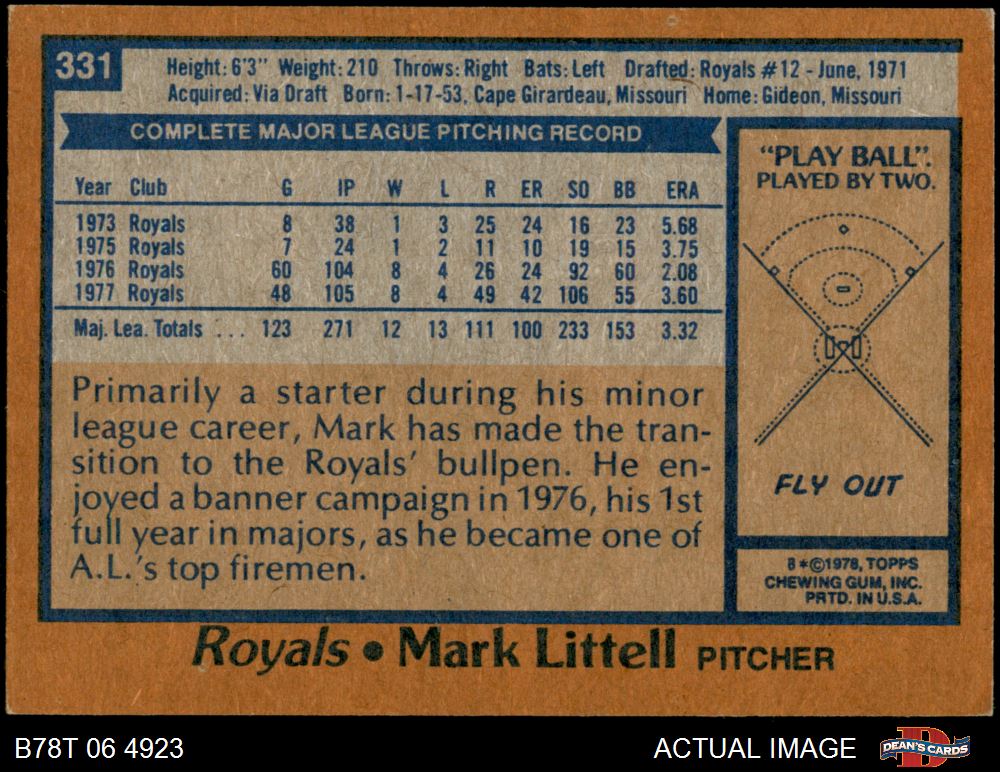 331
Height: 6'3" Weight: 210 Throws: Right Bats: Left Drafted: Royals #12 - June, 1971
Acquired: Via Draft Born: 1-17-53, Cape Girardeau, Missouri Home: Gideon, Missouri
COMPLETE MAJOR LEAGUE PITCHING RECORD
Year Club G IP W L R ER SO BB ERA
1973 Royals 8 38 1 3 25 24 16 23 5.68
1975 Royals 7 24 1 2 11 10 19 15 3.75
1976 Royals 60 104 8 4 26 24 92 60 2.08
1977 Royals 48 105 8 4 49 42 106 55 3.60
Maj. Lea. Totals ... 123 271 12 13 111 100 233 153 3.32
Primarily a starter during his minor
league career, Mark has made the tran-
sition to the Royals' bullpen. He en-
joyed a banner campaign in 1976, his 1st
full year in majors, as he became one of
A.L.'s top firemen.
"PLAY BALL".
PLAYED BY TWO.
FLY OUT
8*©1978, TOPPS
CHEWING GUM, INC.
PRTD. IN U.S.A.
Royals • Mark Littell PITCHER
B78T 06 4923
ACTUAL IMAGE
D
DEAN'S CARDS